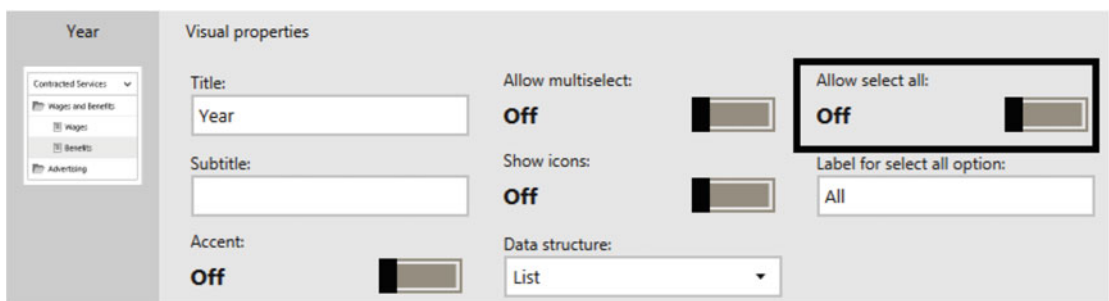 Year
Visual properties
Contracted Services
Wages and Benefits
Wages
Benefits
Advertising
Title:
Year
Allow multiselect:
Off
Allow select all:
Off
Subtitle:
Show icons:
Off
Label for select all option:
All
Accent:
Off
Data structure:
List